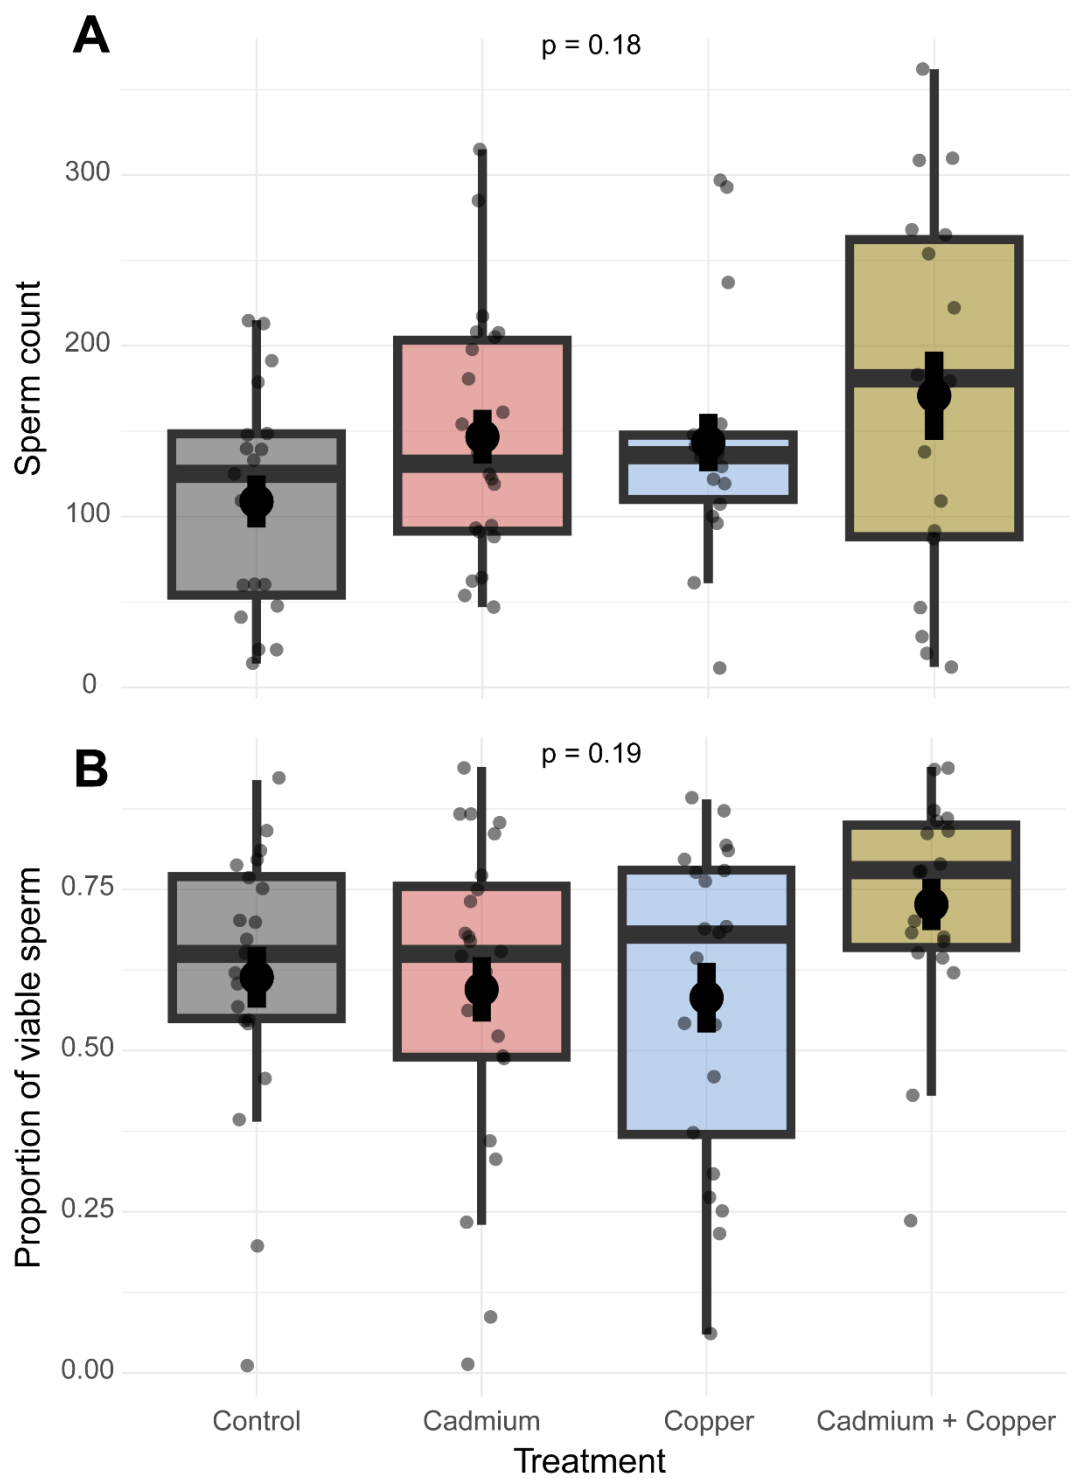 A
p = 0.18
300
200
100
0
Sperm count
B
p = 0.19
0.75
0.50
0.25
0.00
Proportion of viable sperm
Control Cadmium Copper Cadmium + Copper
Treatment